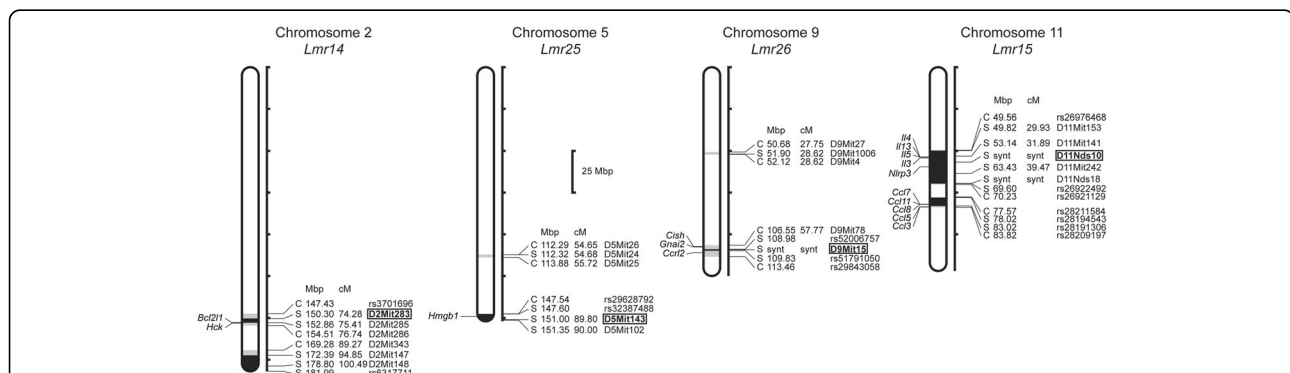 Chromosome 2
Lmr14
Mbp cM
C 147.43 rs3701696
S 150.30 74.28 D2Mit283
S 152.86 75.41 D2Mit285
C 154.51 76.74 D2Mit286
C 169.28 89.27 D2Mit343
S 172.39 94.85 D2Mit147
S 178.80 100.49 D2Mit148
S 181.99 rs6317711
Bcl2l1
Hck
Chromosome 5
Lmr25
25 Mbp
Mbp cM
C 112.29 54.65 D5Mit26
S 112.32 54.68 D5Mit24
C 113.88 55.72 D5Mit25
C 147.54 rs29628792
S 147.60 rs32387488
S 151.00 89.80 D5Mit143
S 151.35 90.00 D5Mit102
Hmgb1
Chromosome 9
Lmr26
Mbp cM
C 50.68 27.75 D9Mit27
S 51.90 28.62 D9Mit1006
C 52.12 28.62 D9Mit4
C 106.55 57.77 D9Mit78
S 108.98 rs52006757
S synt synt D9Mit15
S 109.83 rs51791050
C 113.46 rs29843058
Cish
Gnai2
Ccrl2
Chromosome 11
Lmr15
Mbp cM
C 49.56 rs26976468
S 49.82 29.93 D11Mit153
S 53.14 31.89 D11Mit141
S synt synt D11Nds10
S 63.43 39.47 D11Mit242
S synt synt D11Nds18
S 69.60 rs26922492
C 70.23 rs26921129
C 77.57 rs28211584
S 78.02 rs28194543
S 83.02 rs28191306
C 83.82 rs28209197
Il4
Il13
Il5
Il3
Nlrp3
Ccl7
Ccl11
Ccl8
Ccl5
Ccl3